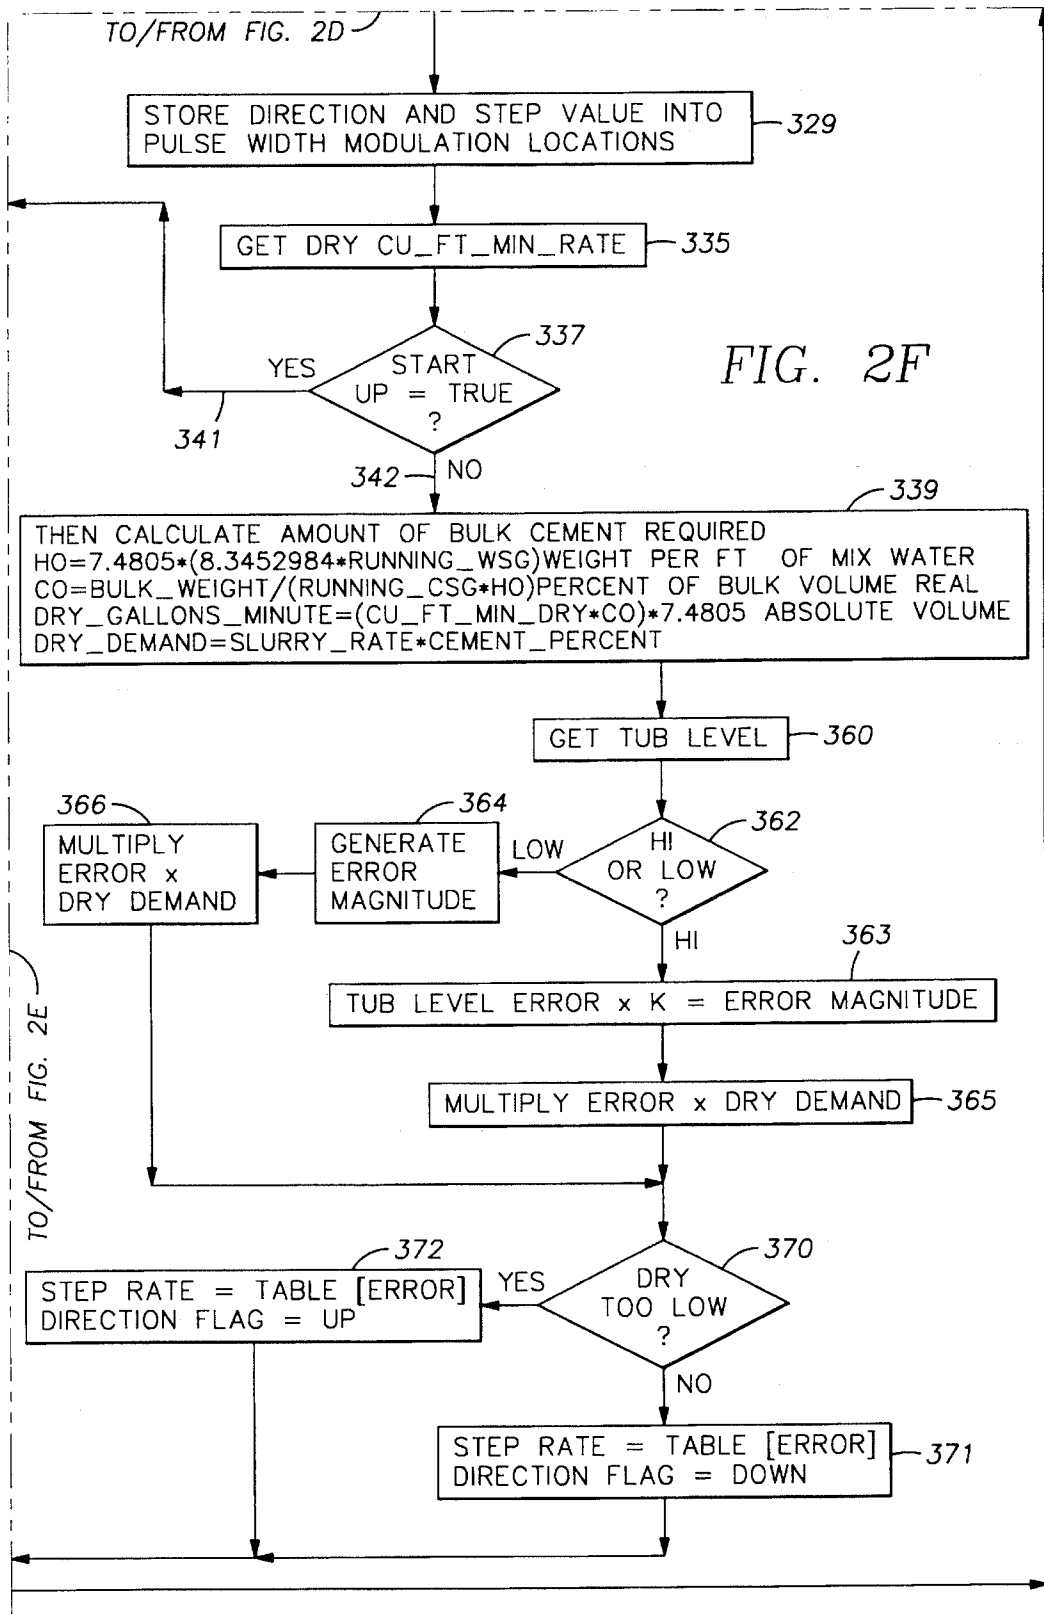 TO/FROM FIG. 2D
STORE DIRECTION AND STEP VALUE INTO
PULSE WIDTH MODULATION LOCATIONS
329
GET DRY CU_FT_MIN_RATE
335
337
START
UP = TRUE
?
YES
341
342
NO
FIG. 2F
339
THEN CALCULATE AMOUNT OF BULK CEMENT REQUIRED
HO=7.4805*(8.3452984*RUNNING_WSG)WEIGHT PER FT OF MIX WATER
CO=BULK_WEIGHT/(RUNNING_CSG*HO)PERCENT OF BULK VOLUME REAL
DRY_GALLONS_MINUTE=(CU_FT_MIN_DRY*CO)*7.4805 ABSOLUTE VOLUME
DRY_DEMAND=SLURRY_RATE*CEMENT_PERCENT
GET TUB LEVEL
360
362
HI
OR LOW
?
LOW
HI
364
GENERATE
ERROR
MAGNITUDE
366
MULTIPLY
ERROR x
DRY DEMAND
363
TUB LEVEL ERROR x K = ERROR MAGNITUDE
MULTIPLY ERROR x DRY DEMAND
365
TO/FROM FIG. 2E
370
DRY
TOO LOW
?
YES
NO
372
STEP RATE = TABLE [ERROR]
DIRECTION FLAG = UP
STEP RATE = TABLE [ERROR]
DIRECTION FLAG = DOWN
371